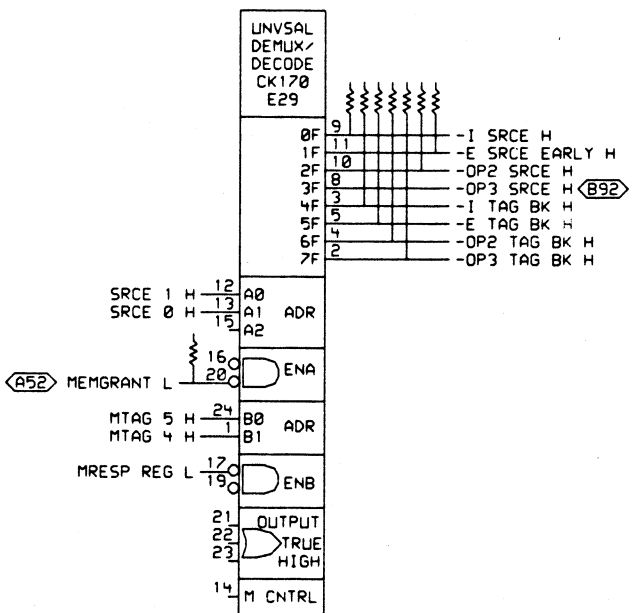 UNVSAL
DEMUX/
DECODE
CK170
E29
0F 9 -I SRCE H
1F 11 -E SRCE EARLY H
2F 10 -OP2 SRCE H
3F 8 -OP3 SRCE H B92
4F 3 -I TAG BK H
5F 5 -E TAG BK H
6F 4 -OP2 TAG BK H
7F 2 -OP3 TAG BK H
SRCE 1 H 12 A0
SRCE 0 H 13 A1 ADR
15 A2
16 ENA
A52 MEMGRANT L 20
MTAG 5 H 24 B0 ADR
MTAG 4 H 1 B1
MRESP REG L 17
19 ENB
21 OUTPUT
22 TRUE
23 HIGH
14 M CNTRL